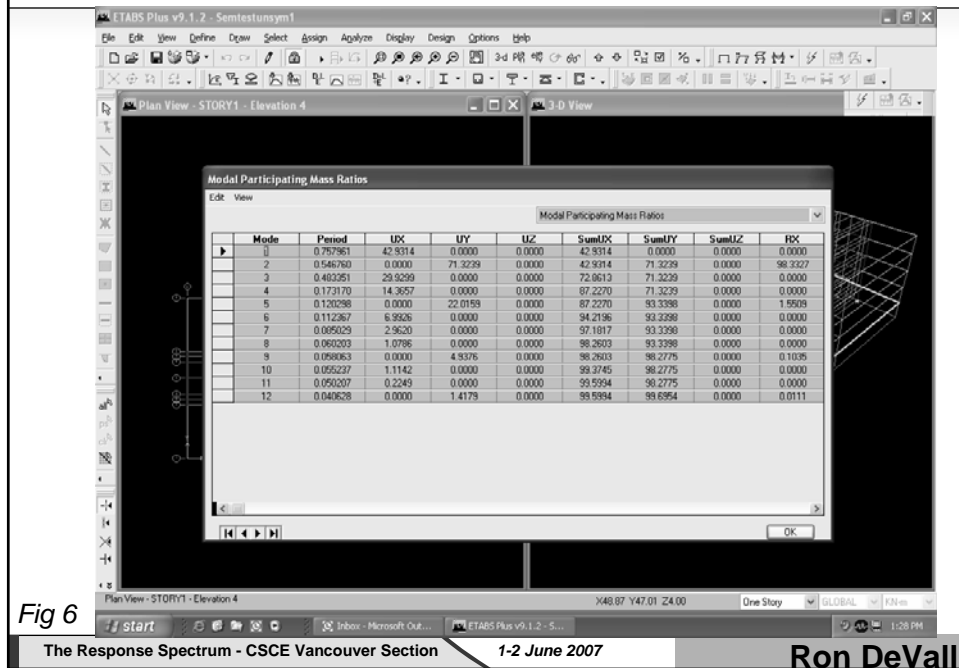 ETABS Plus v9.1.2 - Semtestunsym1
File Edit View Define Draw Select Assign Analyze Display Design Options Help
3-d
Plan View - STORY1 - Elevation 4
3-D View
Modal Participating Mass Ratios
Edit View
Modal Participating Mass Ratios
Mode Period UX UY UZ SumUX SumUY SumUZ RX
1 0.757961 42.9314 0.0000 0.0000 42.9314 0.0000 0.0000 0.0000
2 0.546760 0.0000 71.3239 0.0000 42.9314 71.3239 0.0000 98.3327
3 0.483351 29.9299 0.0000 0.0000 72.8613 71.3239 0.0000 0.0000
4 0.173170 14.3657 0.0000 0.0000 87.2270 71.3239 0.0000 0.0000
5 0.120298 0.0000 22.0159 0.0000 87.2270 93.3398 0.0000 1.5509
6 0.112367 6.9926 0.0000 0.0000 94.2196 93.3398 0.0000 0.0000
7 0.085029 2.9620 0.0000 0.0000 97.1817 93.3398 0.0000 0.0000
8 0.060203 1.0786 0.0000 0.0000 98.2603 93.3398 0.0000 0.0000
9 0.058063 0.0000 4.9376 0.0000 98.2603 98.2775 0.0000 0.1035
10 0.055237 1.1142 0.0000 0.0000 99.3745 98.2775 0.0000 0.0000
11 0.050207 0.2249 0.0000 0.0000 99.5994 98.2775 0.0000 0.0000
12 0.040628 0.0000 1.4179 0.0000 99.5994 99.6954 0.0000 0.0111
OK
Plan View - STORY1 - Elevation 4
X48.87 Y47.01 Z4.00
One Story
GLOBAL
KN-m
start
Inbox - Microsoft Out...
ETABS Plus v9.1.2 - S...
1:28 PM
Fig 6
The Response Spectrum - CSCE Vancouver Section
1-2 June 2007
Ron DeVall